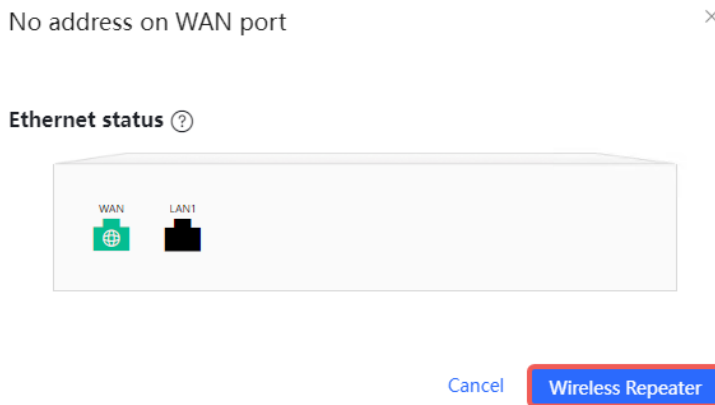 No address on WAN port
Ethernet status ?
WAN LAN1
Cancel Wireless Repeater